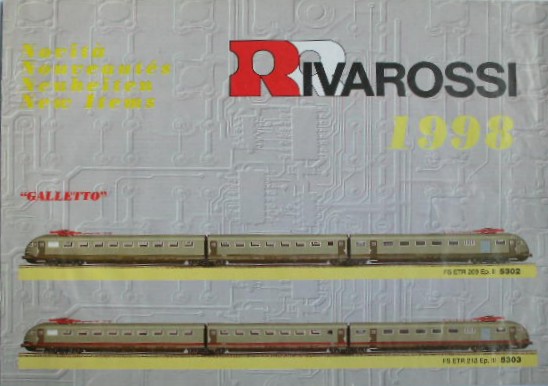 Novità
Nouveautés
Neuheiten
New Items
RIVAROSSI
1998
"GALLETTO"
FS ETR 209 Ep. II 5302
FS ETR 210 Ep. III 5303